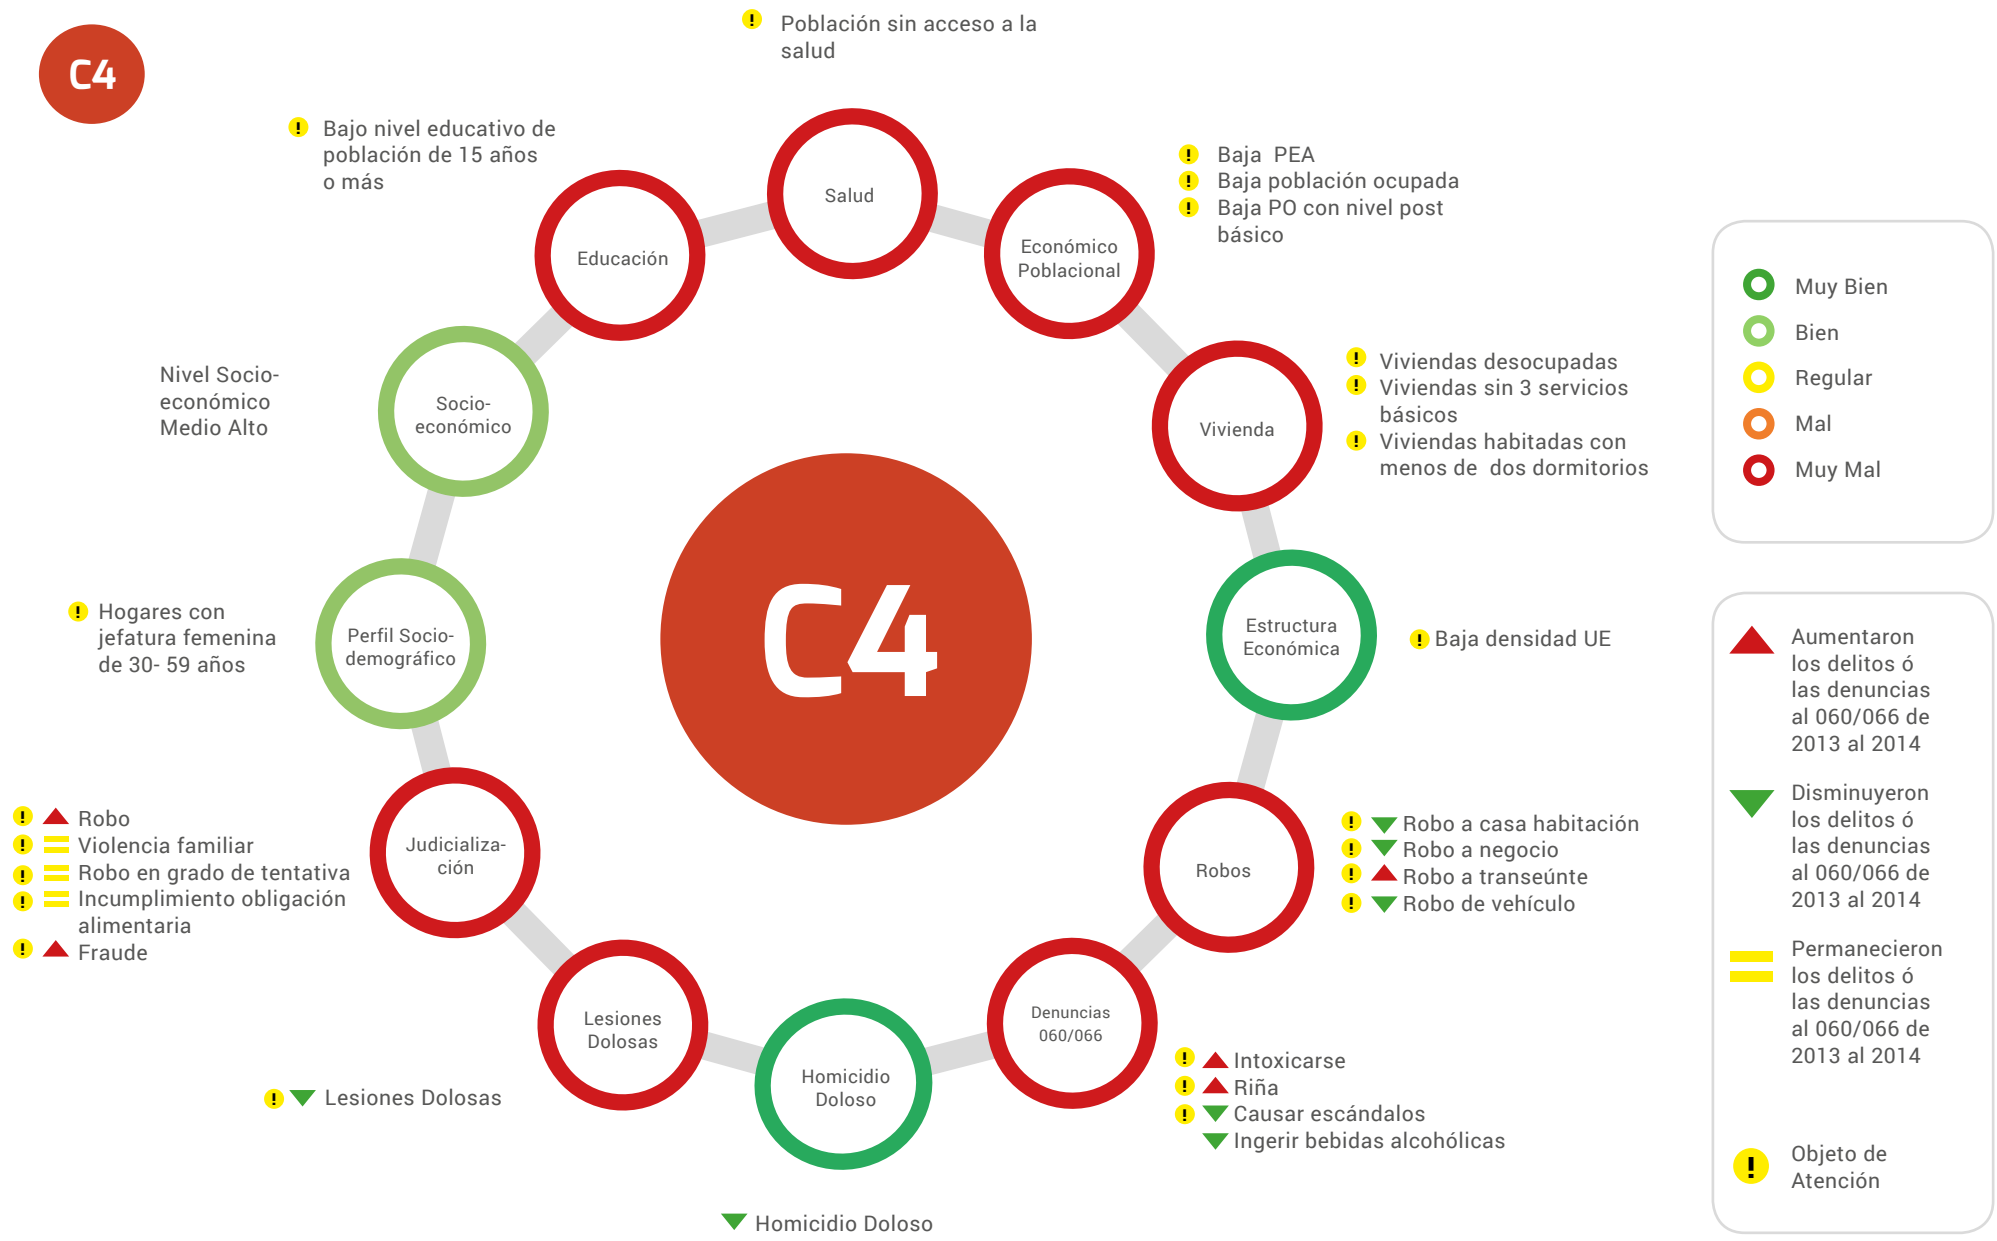 C4
Población sin acceso a la
salud
Bajo nivel educativo de
población de 15 años
o más
Baja PEA
Baja población ocupada
Baja PO con nivel post
básico
Salud
Educación
Económico
Poblacional
Nivel Socio-
económico
Medio Alto
Socio-
económico
Vivienda
Viviendas desocupadas
Viviendas sin 3 servicios
básicos
Viviendas habitadas con
menos de dos dormitorios
Muy Bien
Bien
Regular
Mal
Muy Mal
C4
Hogares con
jefatura femenina
de 30- 59 años
Perfil Socio-
demográfico
Estructura
Económica
Baja densidad UE
Robo
Violencia familiar
Robo en grado de tentativa
Incumplimiento obligación
alimentaria
Fraude
Judicializa-
ción
Robos
Robo a casa habitación
Robo a negocio
Robo a transeúnte
Robo de vehículo
Lesiones
Dolosas
Lesiones Dolosas
Homicidio
Doloso
Homicidio Doloso
Denuncias
060/066
Intoxicarse
Riña
Causar escándalos
Ingerir bebidas alcohólicas
Aumentaron
los delitos ó
las denuncias
al 060/066 de
2013 al 2014
Disminuyeron
los delitos ó
las denuncias
al 060/066 de
2013 al 2014
Permanecieron
los delitos ó
las denuncias
al 060/066 de
2013 al 2014
Objeto de
Atención